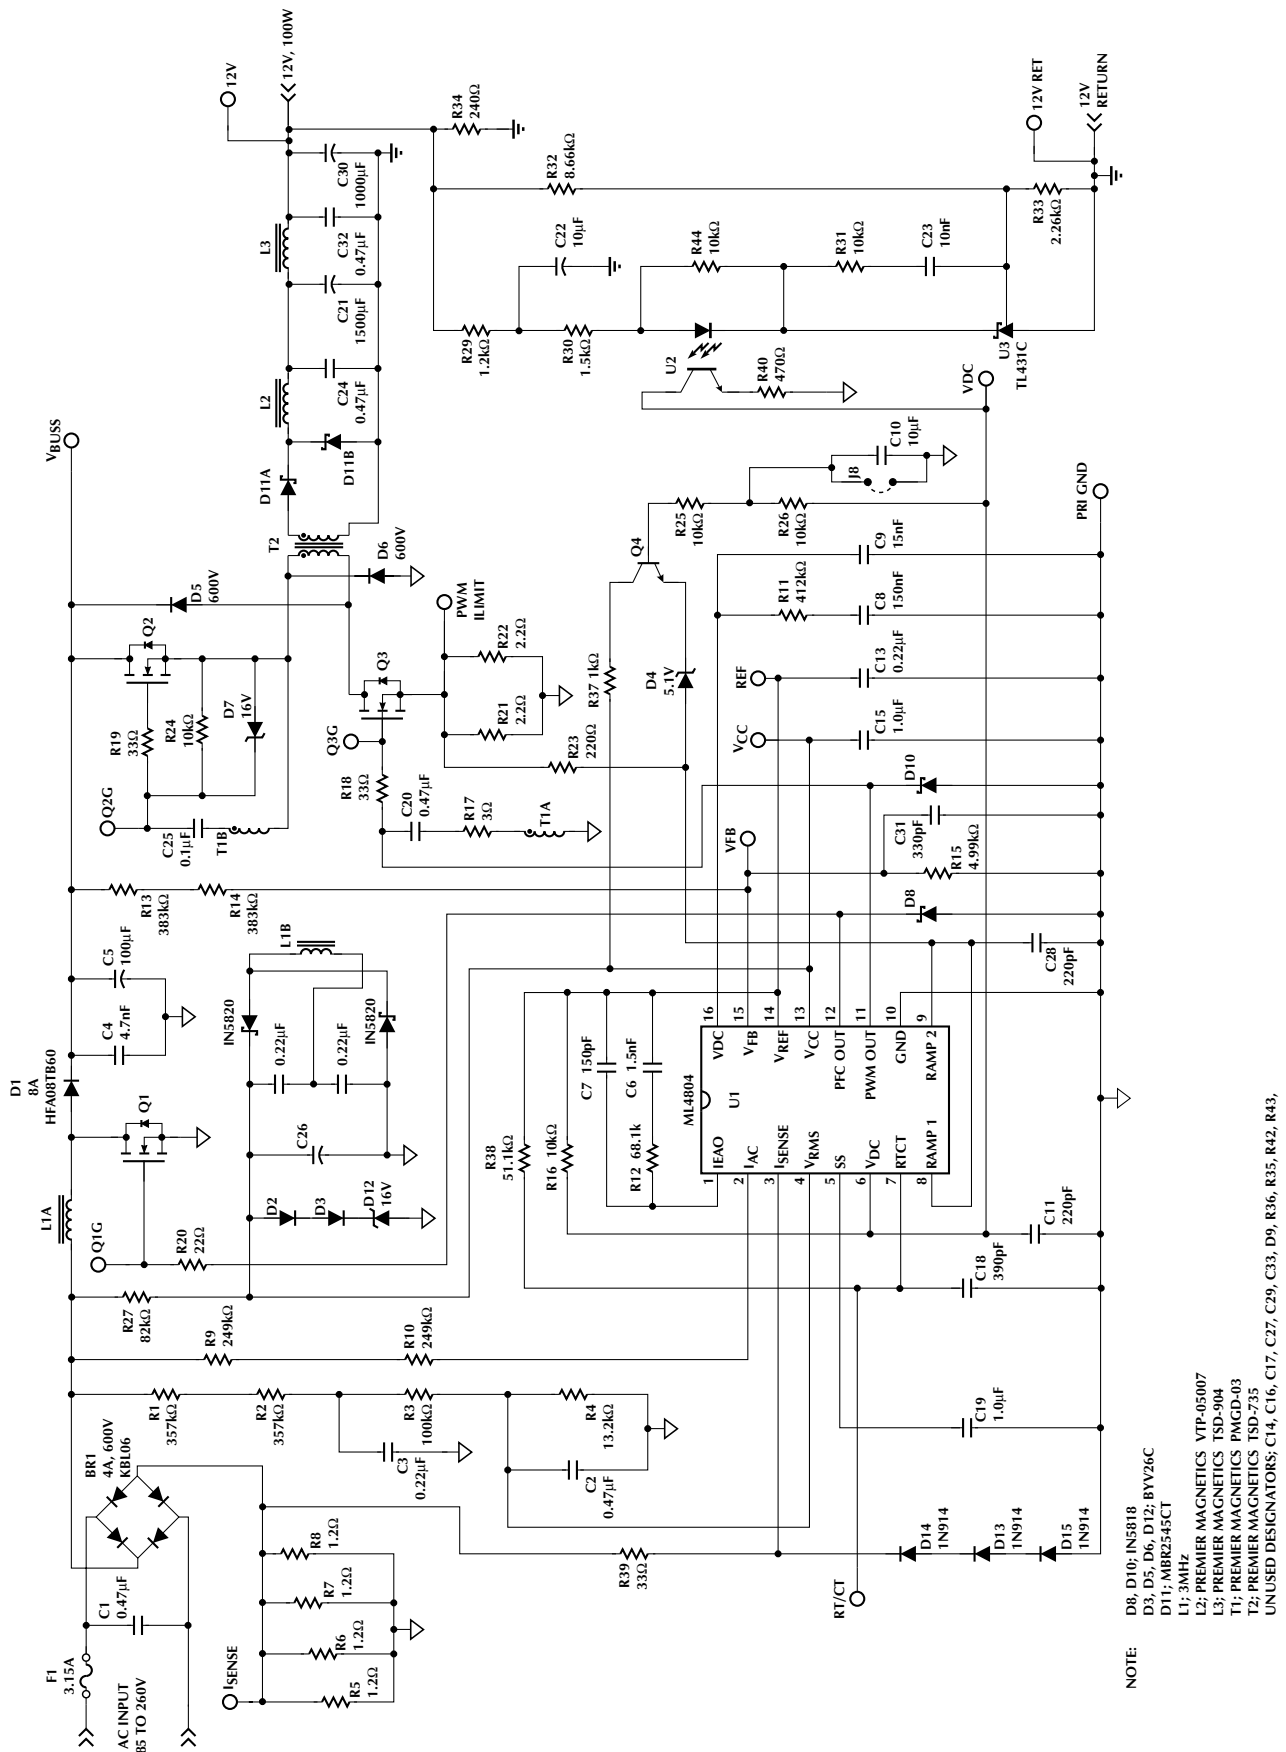 F1
3.15A
AC INPUT
85 TO 260V
C1
0.47µF
BR1
4A, 600V
KBL06
ISENSE
R5
1.2Ω
R6
1.2Ω
R7
1.2Ω
R8
1.2Ω
R1
357kΩ
R2
357kΩ
C3
0.22µF
R3
100kΩ
R4
13.2kΩ
C2
0.47µF
R39
33Ω
RT/CT
D14
1N914
D13
1N914
D15
1N914
C19
1.0µF
R9
249kΩ
R10
249kΩ
R27
82kΩ
Q1G
R20
22Ω
L1A
Q1
D1
8A
HFA08TB60
C4
4.7nF
C5
100µF
D2
D3
D12
16V
C26
0.22µF
0.22µF
IN5820
IN5820
L1B
R13
383kΩ
R14
383kΩ
R38
51.1kΩ
R16 10kΩ
R12 68.1k
C7 150pF
C6 1.5nF
C18
390pF
C11
220pF
ML4804
U1
1
IEAO
2
IAC
3
ISENSE
4
VRMS
5
SS
6
VDC
7
RTCT
8
RAMP 1
16
VDC
15
VFB
14
VREF
13
VCC
12
PFC OUT
11
PWM OUT
10
GND
9
RAMP 2
C28
220pF
D8
R15
4.99kΩ
C31
330pF
D10
VFB
VCC
REF
C15
1.0µF
C13
0.22µF
C8
150nF
R11
412kΩ
C9
15nF
Q2G
C25
0.1µF
T1B
R19
33Ω
R24
10kΩ
D7
16V
Q2
D5
600V
VBUSS
Q3G
R18
33Ω
C20
0.47µF
R17
3Ω
T1A
Q3
R21
2.2Ω
R22
2.2Ω
PWM
ILIMIT
R23
220Ω
R37 1kΩ
D4
5.1V
Q4
R25
10kΩ
R26
10kΩ
J8
C10
10µF
VDC
PRI GND
D6
600V
T2
D11A
D11B
L2
C24
0.47µF
C21
1500µF
L3
C32
0.47µF
C30
1000µF
12V
12V, 100W
R34
240Ω
R32
8.66kΩ
R29
1.2kΩ
C22
10µF
R30
1.5kΩ
R44
10kΩ
R31
10kΩ
C23
10nF
U2
R40
470Ω
U3
TL431C
R33
2.26kΩ
12V RET
12V
RETURN
NOTE:
D8, D10; IN5818
D3, D5, D6, D12; BYV26C
D11; MBR2545CT
L1; 3MHz
L2; PREMIER MAGNETICS VTP-05007
L3; PREMIER MAGNETICS TSD-904
T1; PREMIER MAGNETICS PMGD-03
T2; PREMIER MAGNETICS TSD-735
UNUSED DESIGNATORS; C14, C16, C17, C27, C29, C33, D9, R36, R35, R42, R43,